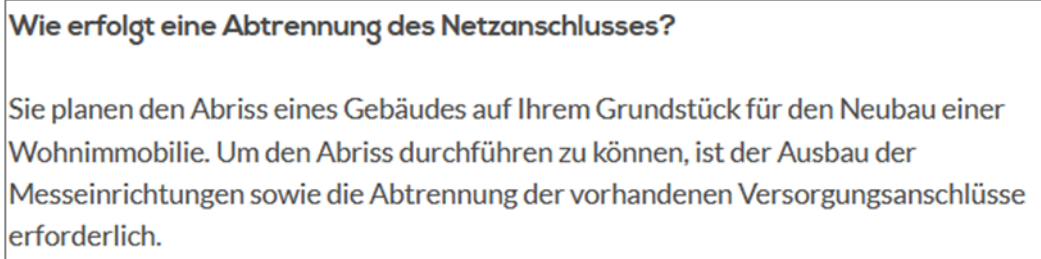 Wie erfolgt eine Abtrennung des Netzanschlusses?
Sie planen den Abriss eines Gebäudes auf Ihrem Grundstück für den Neubau einer
Wohnimmobilie. Um den Abriss durchführen zu können, ist der Ausbau der
Messeinrichtungen sowie die Abtrennung der vorhandenen Versorgungsanschlüsse
erforderlich.